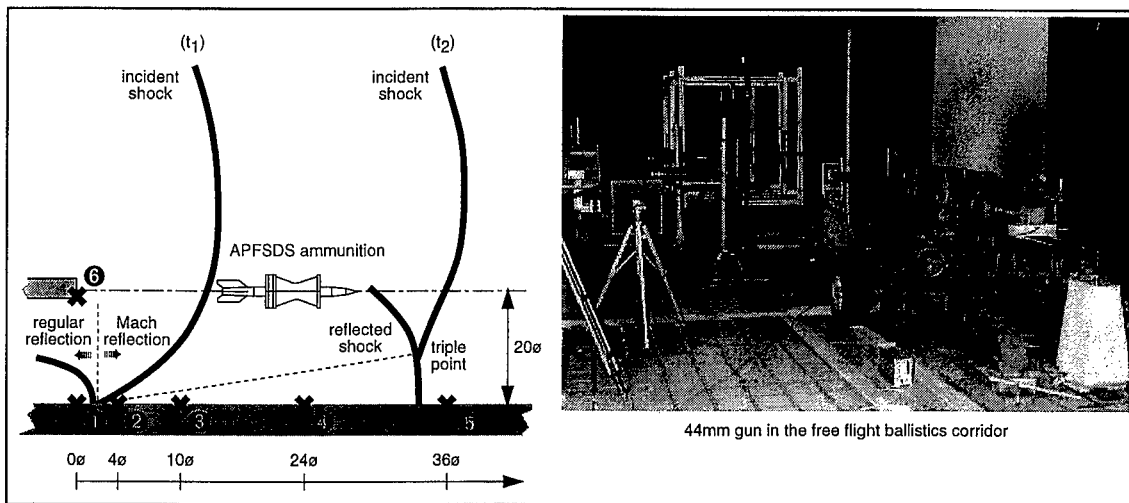 (t₁)
(t₂)
incident
shock
incident
shock
APFSDS ammunition
6
regular
reflection
Mach
reflection
reflected
shock
triple
point
20ø
1 2 3 4 5
0ø 4ø 10ø 24ø 36ø
44mm gun in the free flight ballistics corridor